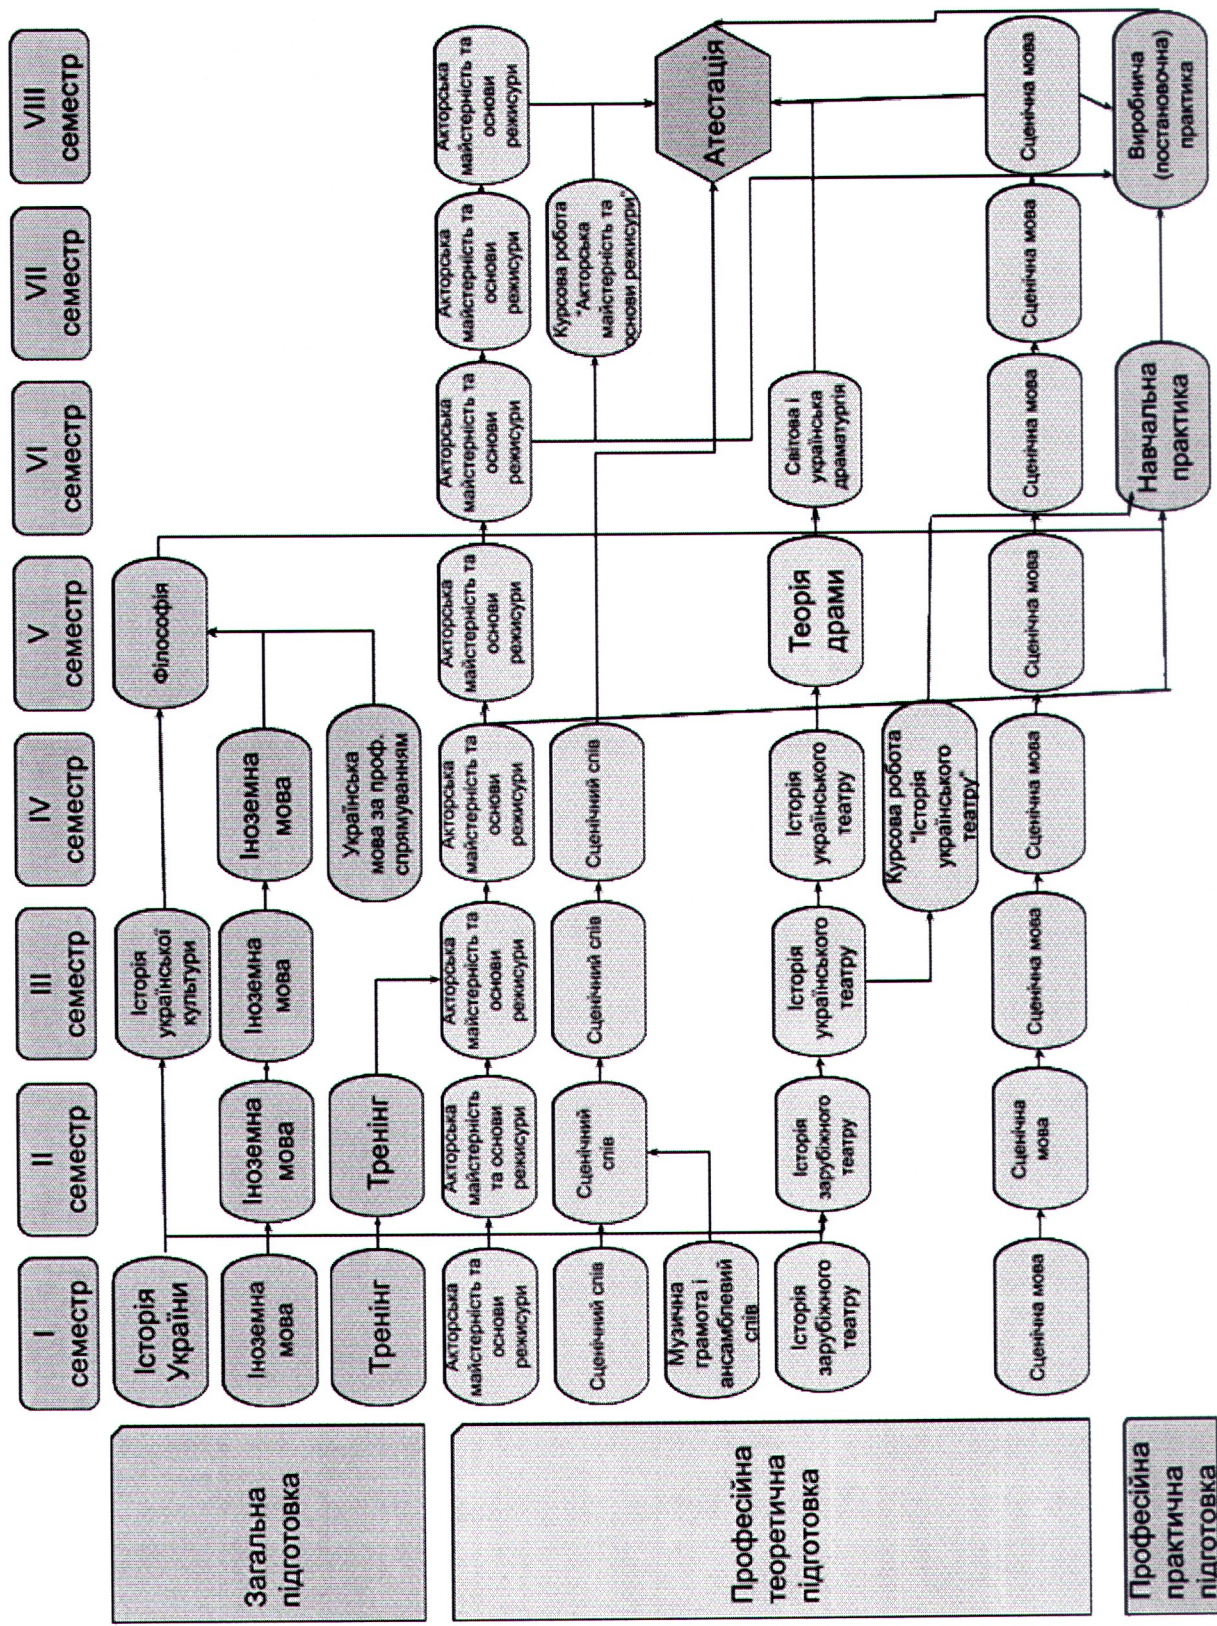 I
семестр
II
семестр
III
семестр
IV
семестр
V
семестр
VI
семестр
VII
семестр
VIII
семестр
Загальна
підготовка
Історія
України
Історія
української
культури
Філософія
Іноземна
мова
Іноземна
мова
Іноземна
мова
Іноземна
мова
Тренінг
Тренінг
Українська
мова за проф.
спрямуванням
Професійна
теоретична
підготовка
Акторська
майстерність та
основи
режисури
Акторська
майстерність
та основи
режисури
Акторська
майстерність та
основи
режисури
Акторська
майстерність та
основи
режисури
Акторська
майстерність та
основи
режисури
Акторська
майстерність та
основи
режисури
Акторська
майстерність та
основи
режисури
Акторська
майстерність та
основи
режисури
Сценічний спів
Сценічний
спів
Сценічний спів
Сценічний спів
Курсова робота
"Акторська
майстерність та
основи режисури"
Музична
грамота і
ансамблевий
спів
Атестація
Історія
зарубіжного
театру
Історія
зарубіжного
театру
Історія
українського
театру
Історія
українського
театру
Теорія
драми
Світова і
українська
драматургія
Курсова робота
"Історія
українського
театру"
Сценічна мова
Сценічна
мова
Сценічна мова
Сценічна мова
Сценічна мова
Сценічна мова
Сценічна мова
Сценічна мова
Професійна
практична
підготовка
Навчальна
практика
Виробнича
(постановочна)
практика